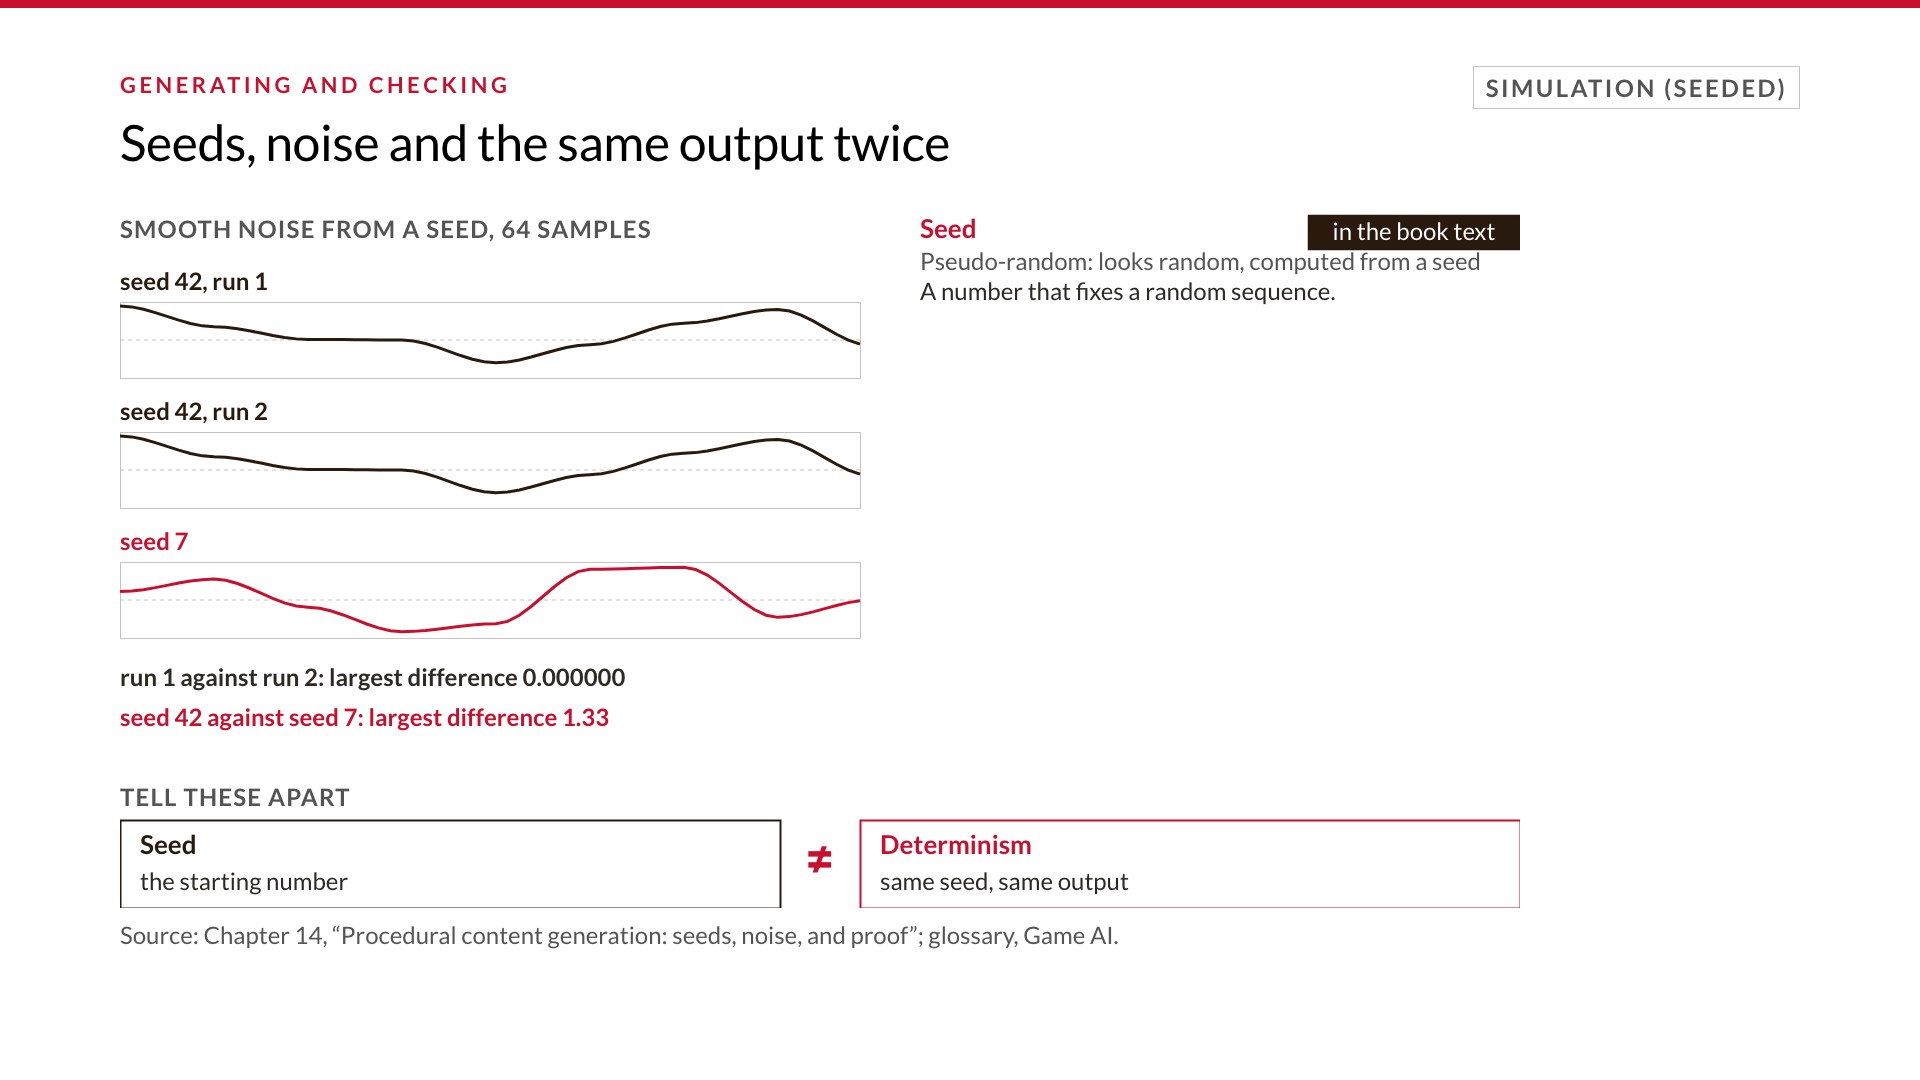 GENERATING AND CHECKING
SIMULATION (SEEDED)
Seeds, noise and the same output twice
SMOOTH NOISE FROM A SEED, 64 SAMPLES
seed 42, run 1
seed 42, run 2
seed 7
run 1 against run 2: largest difference 0.000000
seed 42 against seed 7: largest difference 1.33
Seed
in the book text
Pseudo-random: looks random, computed from a seed
A number that fixes a random sequence.
TELL THESE APART
Seed
the starting number
≠
Determinism
same seed, same output
Source: Chapter 14, “Procedural content generation: seeds, noise, and proof”; glossary, Game AI.